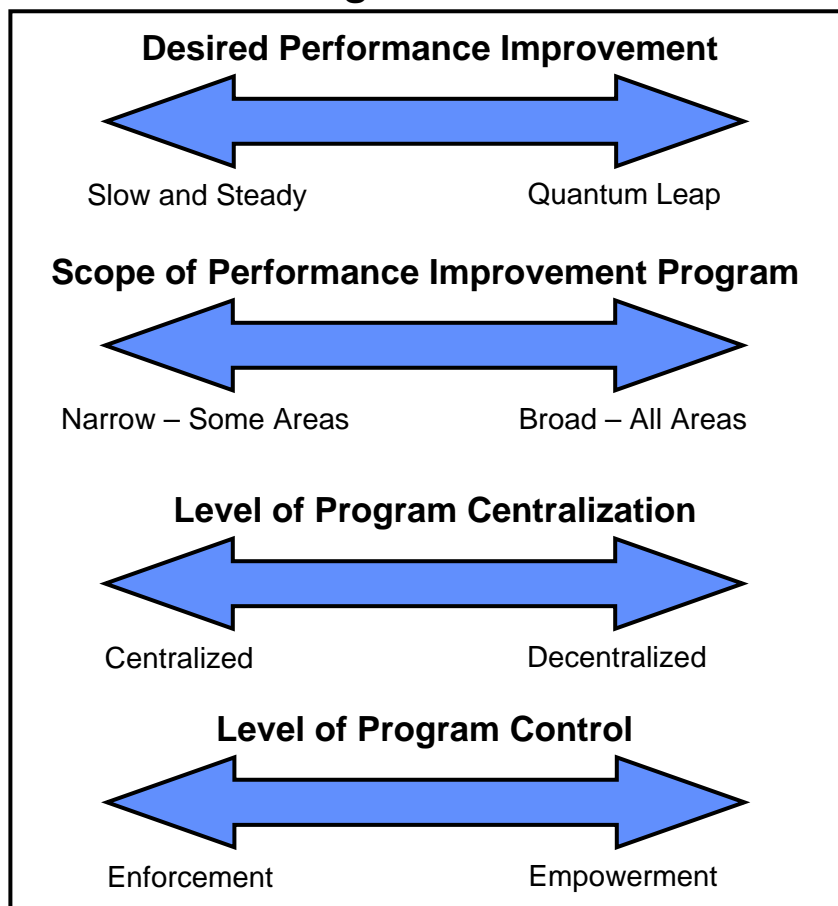 Desired Performance Improvement
Slow and Steady Quantum Leap
Scope of Performance Improvement Program
Narrow – Some Areas Broad – All Areas
Level of Program Centralization
Centralized Decentralized
Level of Program Control
Enforcement Empowerment